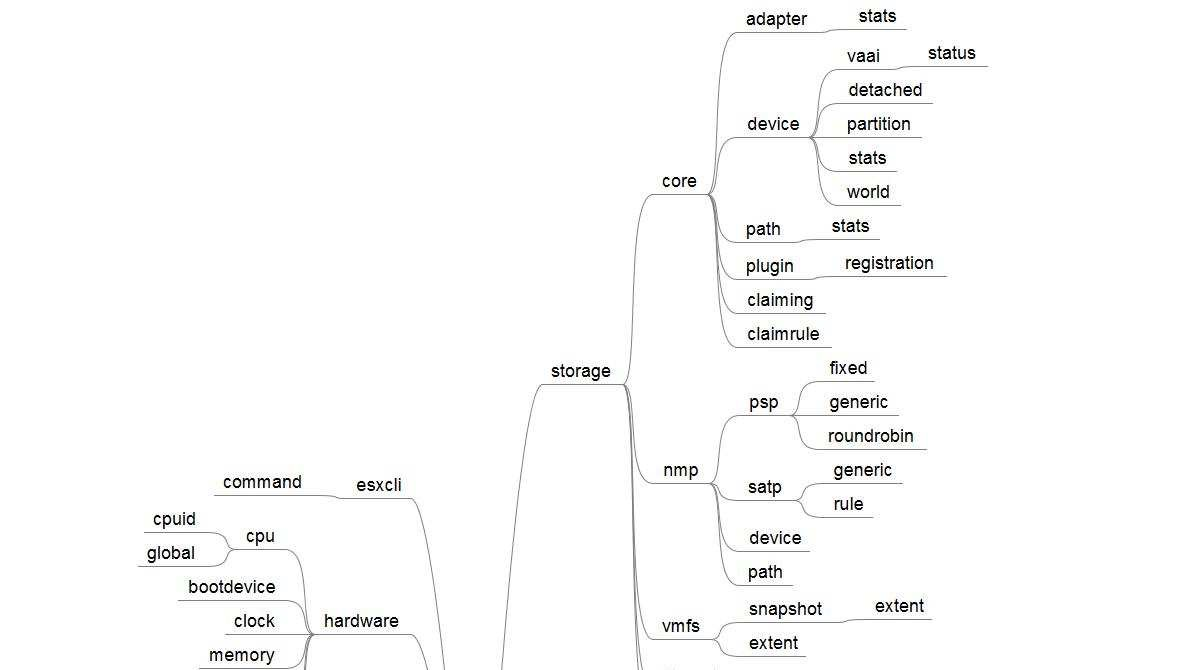 adapter
stats
vaai
status
detached
device
partition
stats
world
core
path
stats
plugin
registration
claiming
claimrule
storage
fixed
psp
generic
roundrobin
nmp
generic
satp
rule
device
path
snapshot
extent
vmfs
extent
command
esxcli
cpuid
cpu
global
bootdevice
clock
hardware
memory